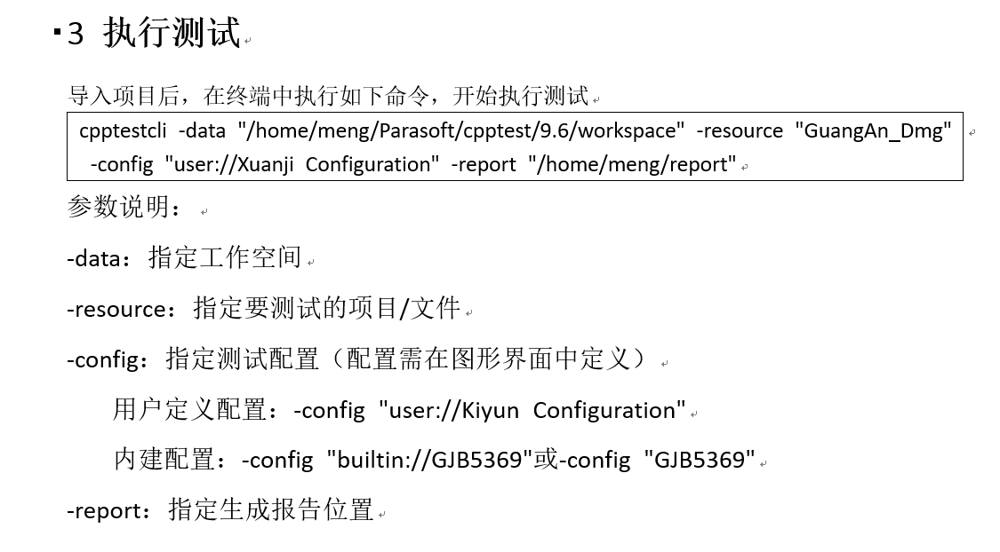 3 执行测试
导入项目后，在终端中执行如下命令，开始执行测试
cpptestcli -data "/home/meng/Parasoft/cpptest/9.6/workspace" -resource "GuangAn_Dmg"
-config "user://Xuanji Configuration" -report "/home/meng/report"
参数说明：
-data：指定工作空间
-resource：指定要测试的项目/文件
-config：指定测试配置（配置需在图形界面中定义）
用户定义配置：-config "user://Kiyun Configuration"
内建配置：-config "builtin://GJB5369"或-config "GJB5369"
-report：指定生成报告位置